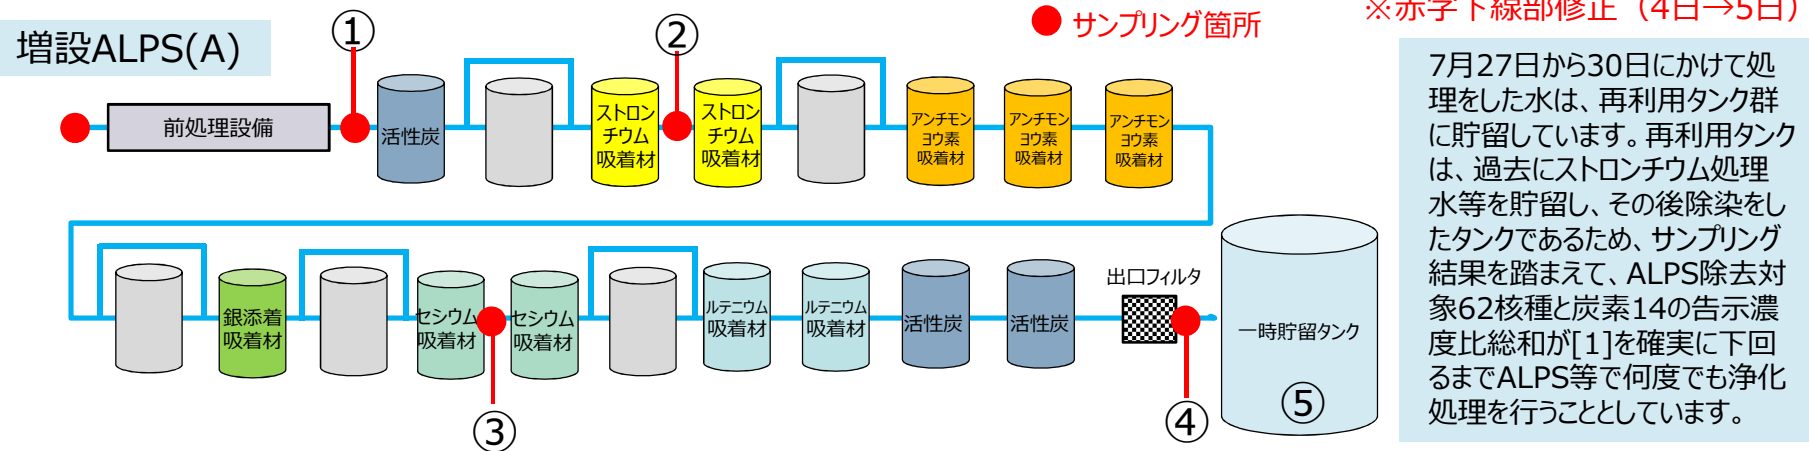 ※赤字下線部修正（4日→5日）
サンプリング箇所
増設ALPS(A)
①
②
前処理設備
活性炭
ストロン
チウム
吸着材
ストロン
チウム
吸着材
アンチモン
ヨウ素
吸着材
アンチモン
ヨウ素
吸着材
アンチモン
ヨウ素
吸着材
銀添着
吸着材
セシウム
吸着材
セシウム
吸着材
ルテニウム
吸着材
ルテニウム
吸着材
活性炭
活性炭
出口フィルタ
一時貯留タンク
③
④
⑤
7月27日から30日にかけて処
理をした水は、再利用タンク群
に貯留しています。再利用タンク
は、過去にストロンチウム処理
水等を貯留し、その後除染をし
たタンクであるため、サンプリング
結果を踏まえて、ALPS除去対
象62核種と炭素14の告示濃
度比総和が[1]を確実に下回
るまでALPS等で何度でも浄化
処理を行うこととしています。